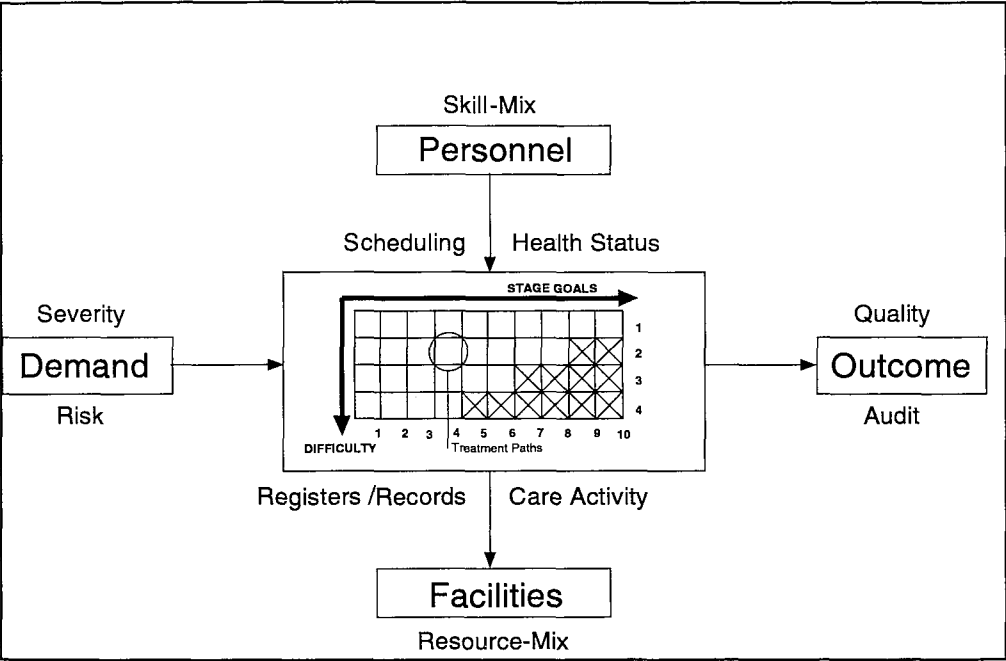 Skill-Mix
Personnel
Scheduling Health Status
STAGE GOALS
Severity
Demand
Risk
1
2
3
4
1 2 3 4 5 6 7 8 9 10
DIFFICULTY
Treatment Paths
Quality
Outcome
Audit
Registers /Records Care Activity
Facilities
Resource-Mix